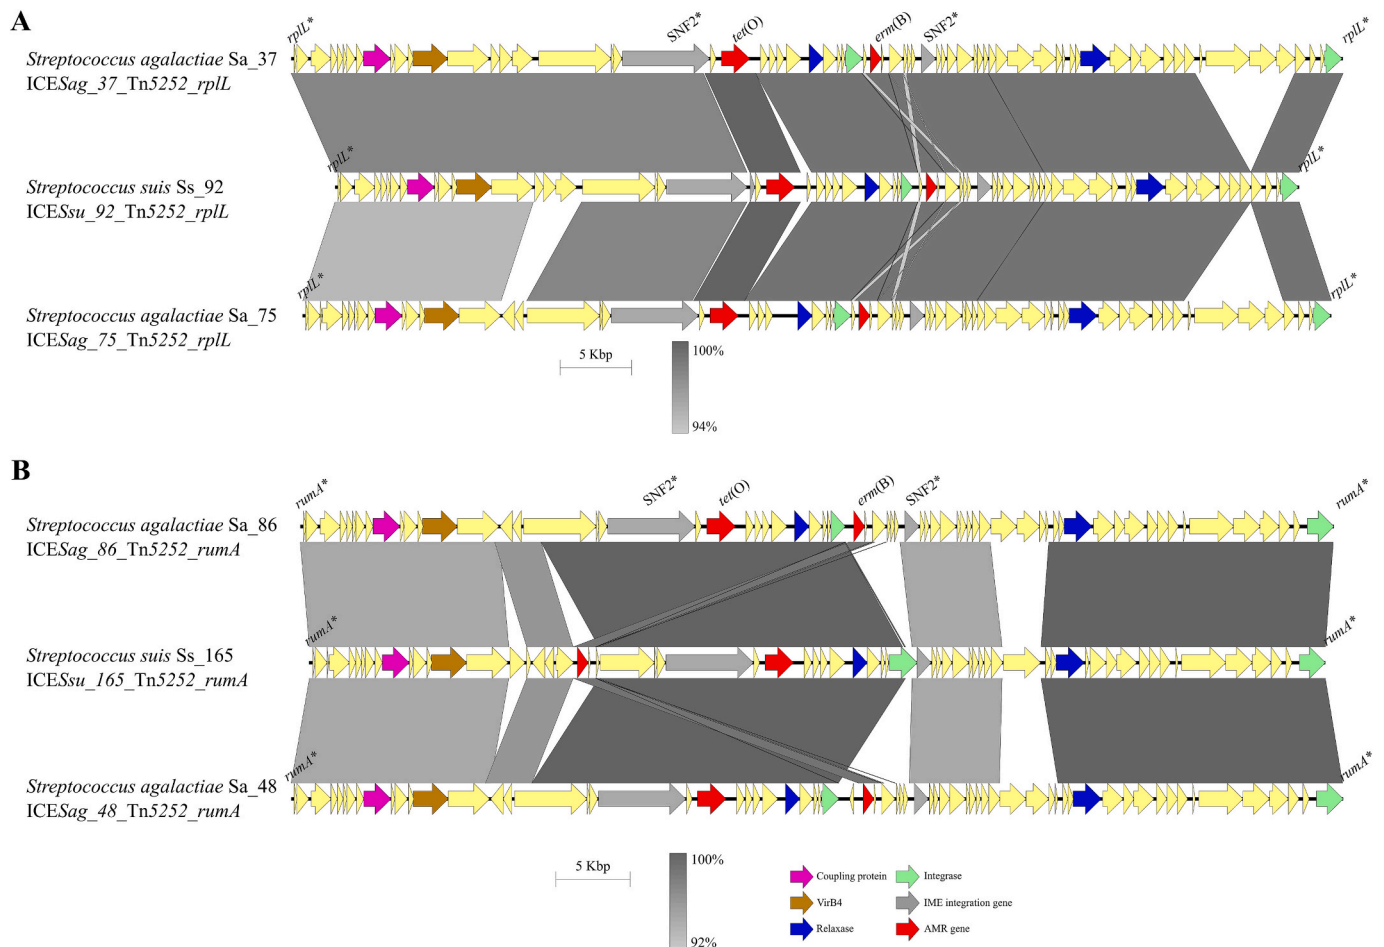 A
rplL*
SNF2*
tet(O)
erm(B)
SNF2*
rplL*
Streptococcus agalactiae Sa_37
ICESag_37_Tn5252_rplL
rplL*
rplL*
Streptococcus suis Ss_92
ICESsu_92_Tn5252_rplL
rplL*
rplL*
Streptococcus agalactiae Sa_75
ICESag_75_Tn5252_rplL
5 Kbp
100%
94%
B
rumA*
SNF2*
tet(O)
erm(B)
SNF2*
rumA*
Streptococcus agalactiae Sa_86
ICESag_86_Tn5252_rumA
rumA*
rumA*
Streptococcus suis Ss_165
ICESsu_165_Tn5252_rumA
rumA*
rumA*
Streptococcus agalactiae Sa_48
ICESag_48_Tn5252_rumA
5 Kbp
100%
92%
Coupling protein
Integrase
VirB4
IME integration gene
Relaxase
AMR gene